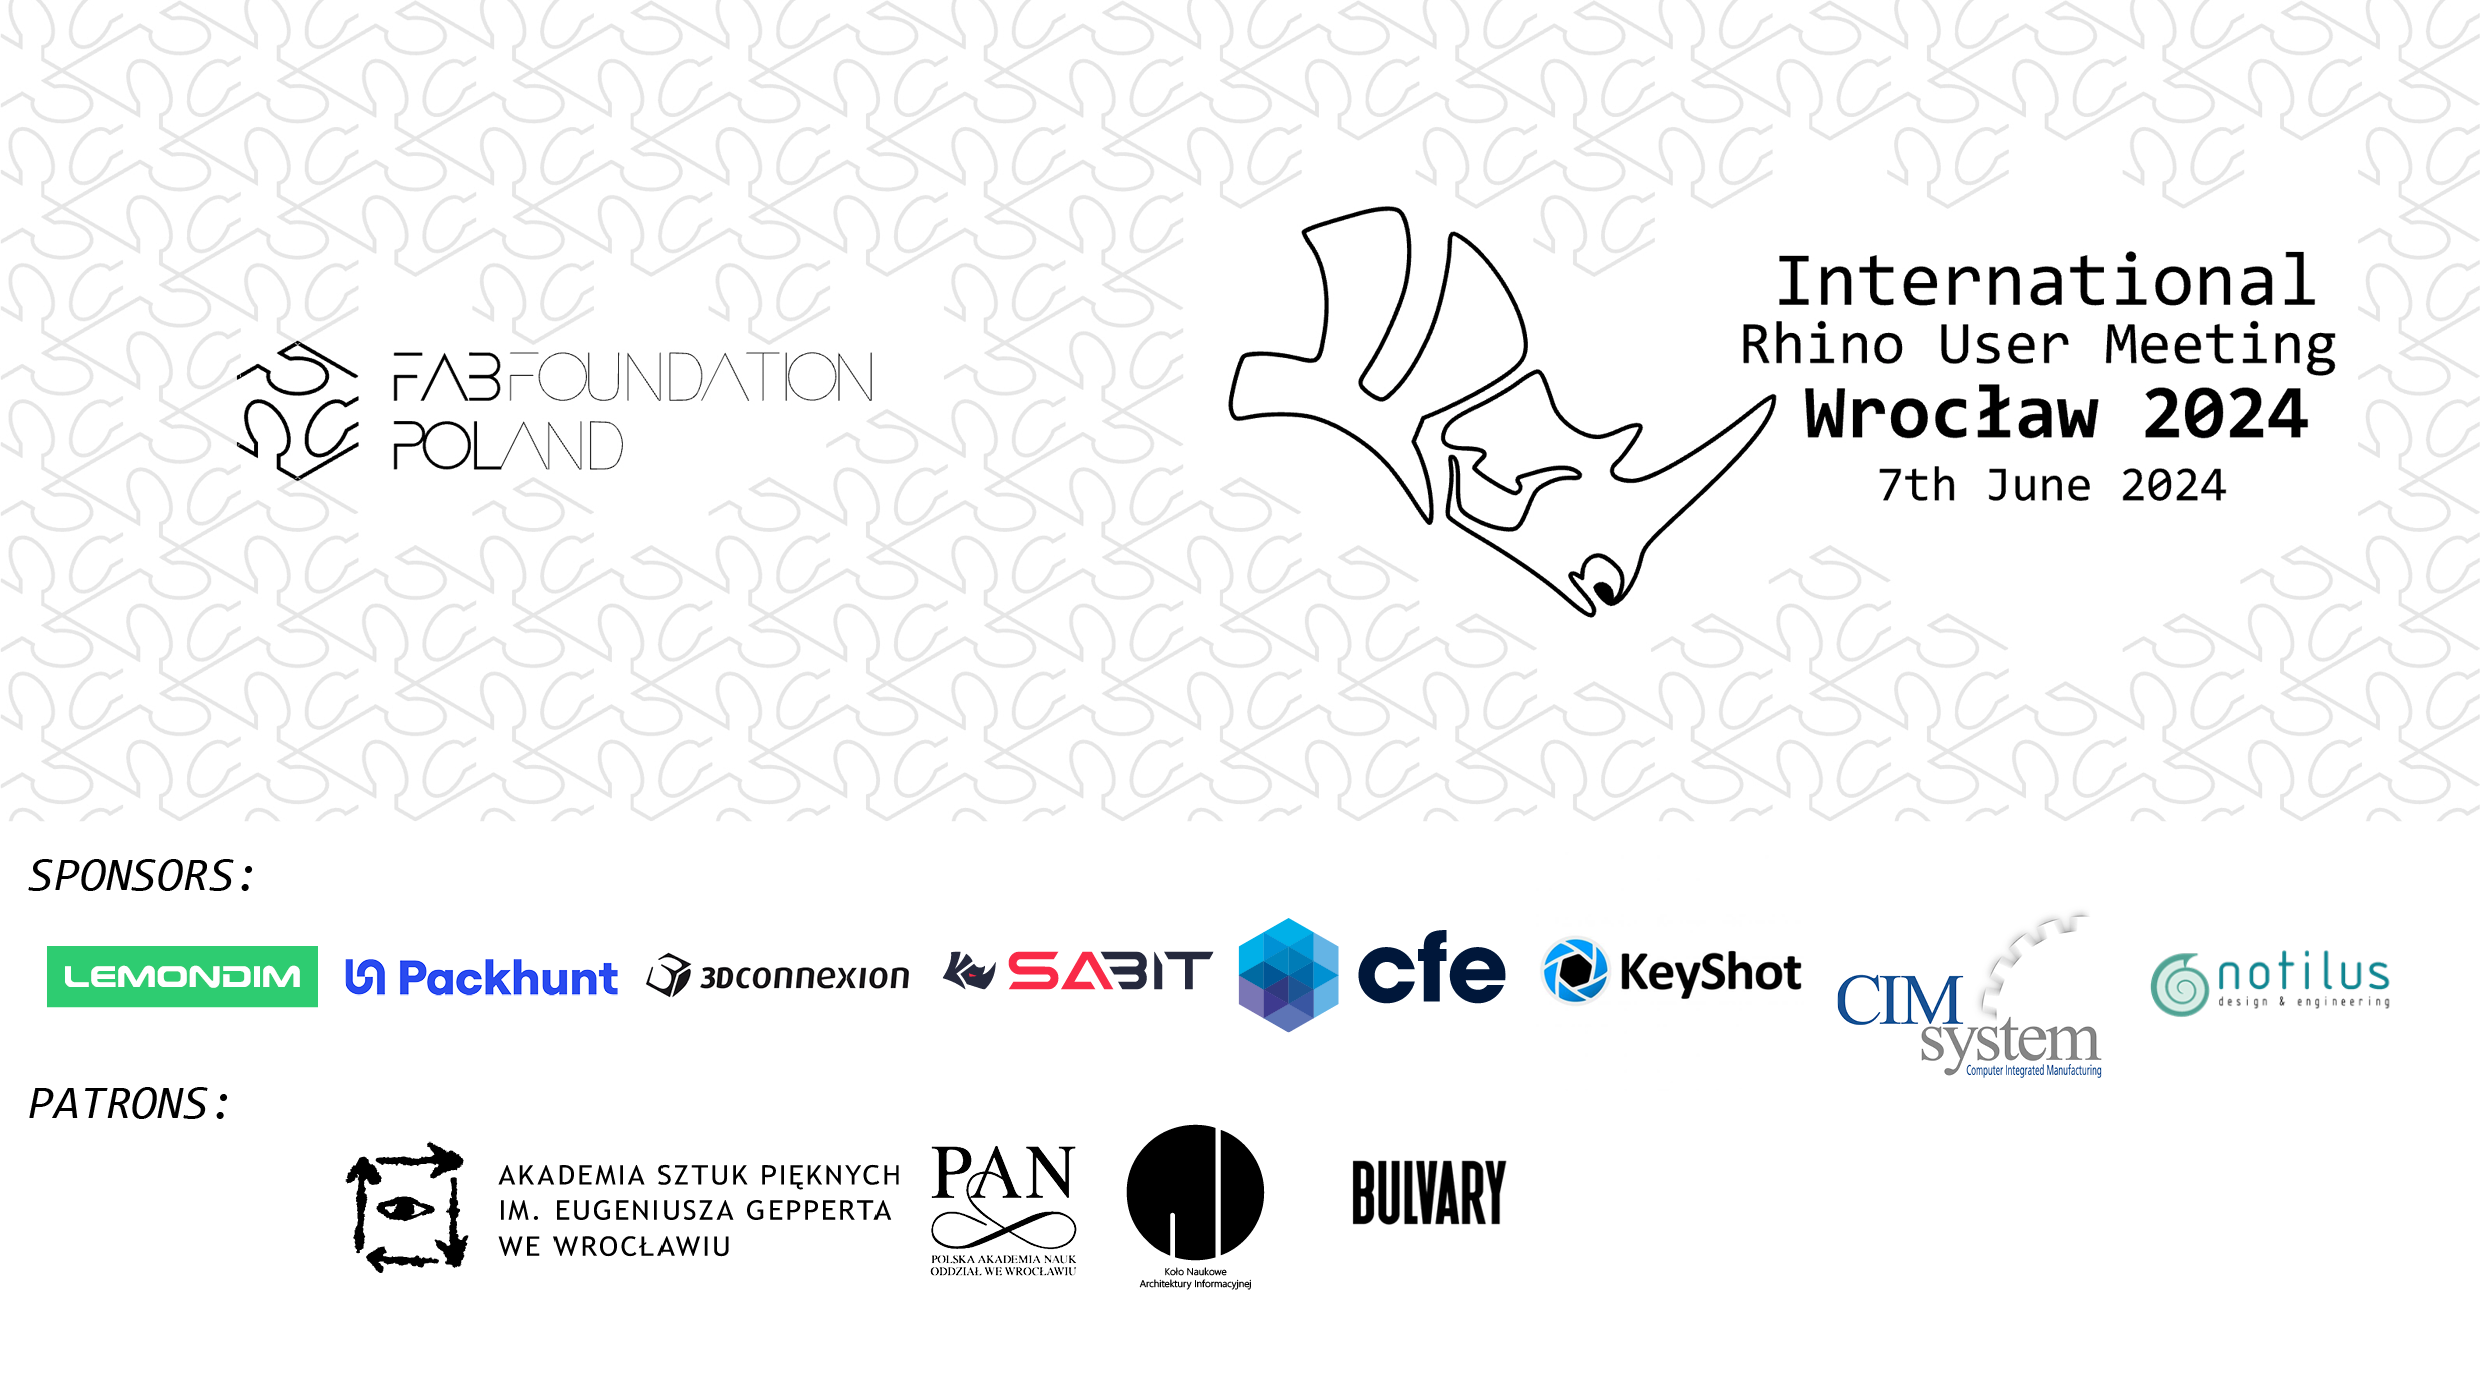 FABFOUNDATION
POLAND
International
Rhino User Meeting
Wrocław 2024
7th June 2024
SPONSORS:
LEMONDIM
Packhunt
3Dconnexion
SABIT
cfe
KeyShot
CIM
system
Computer Integrated Manufacturing
notilus
design & engineering
PATRONS:
AKADEMIA SZTUK PIĘKNYCH
IM. EUGENIUSZA GEPPERTA
WE WROCŁAWIU
PAN
POLSKA AKADEMIA NAUK
ODDZIAŁ WE WROCŁAWIU
Koło Naukowe
Architektury Informacyjnej
BULVARY